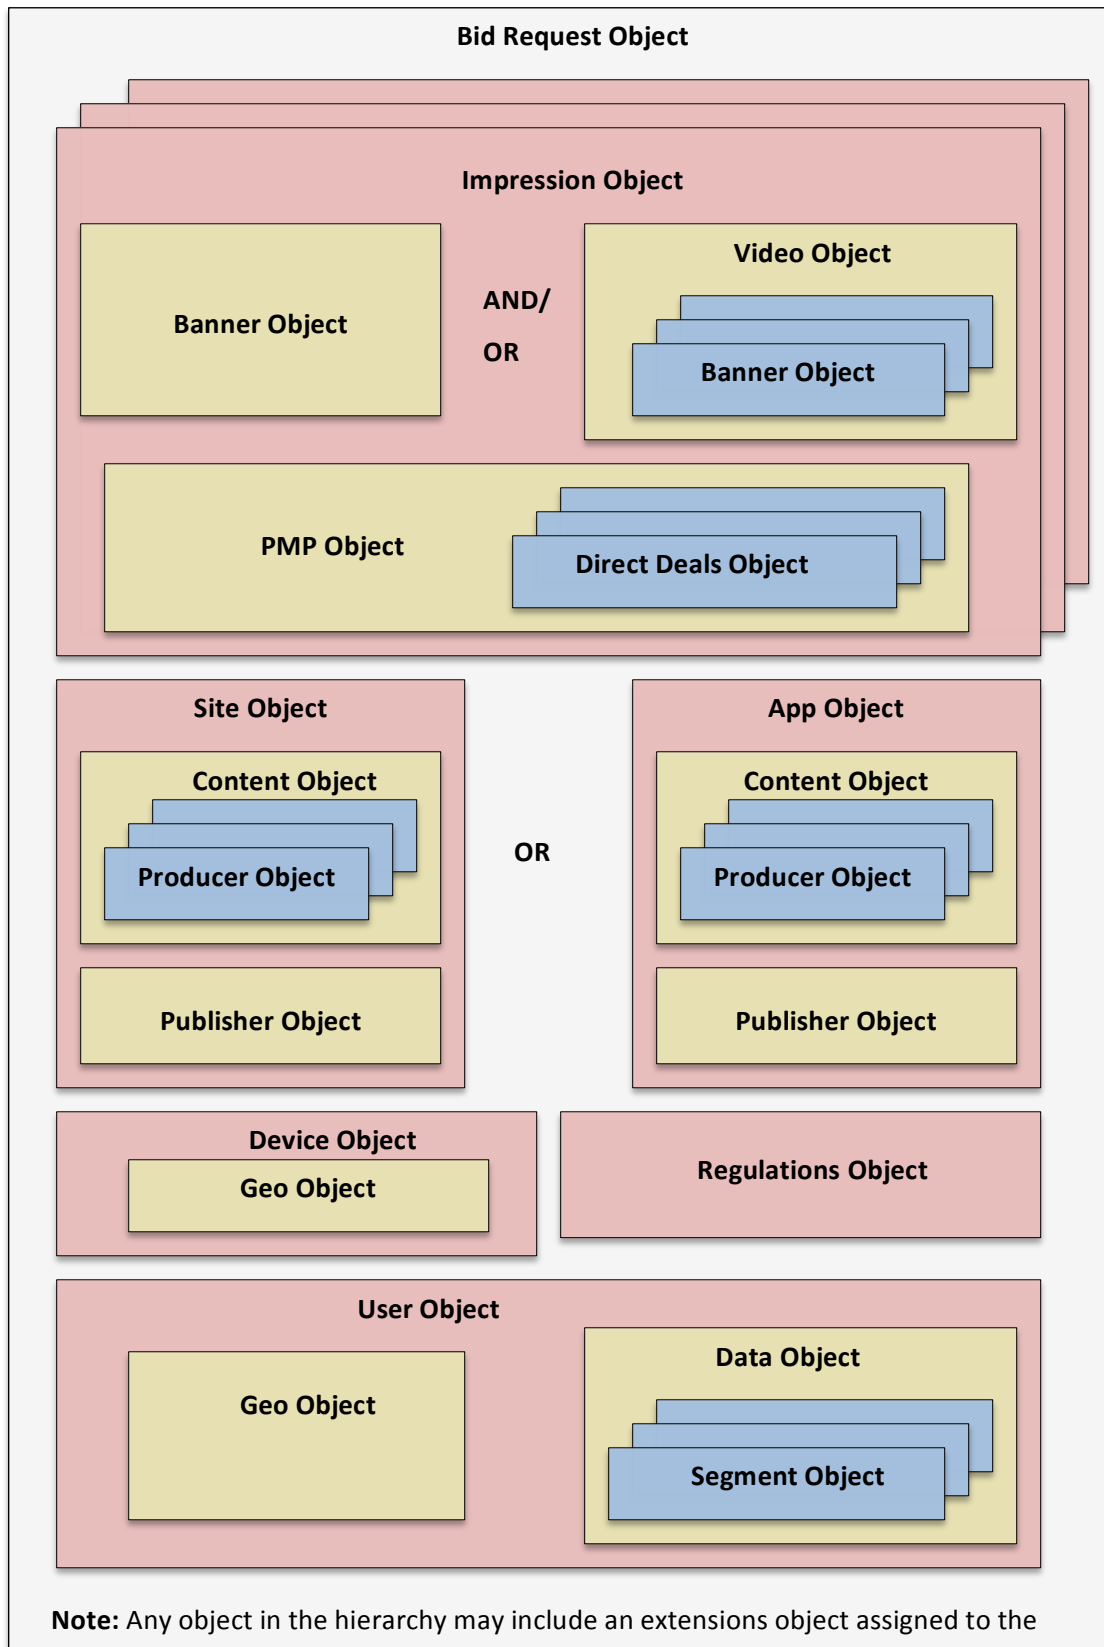 Bid Request Object
Impression Object
Banner Object
AND/
OR
Video Object
Banner Object
PMP Object
Direct Deals Object
Site Object
Content Object
Producer Object
Publisher Object
OR
App Object
Content Object
Producer Object
Publisher Object
Device Object
Geo Object
Regulations Object
User Object
Geo Object
Data Object
Segment Object
Note: Any object in the hierarchy may include an extensions object assigned to the